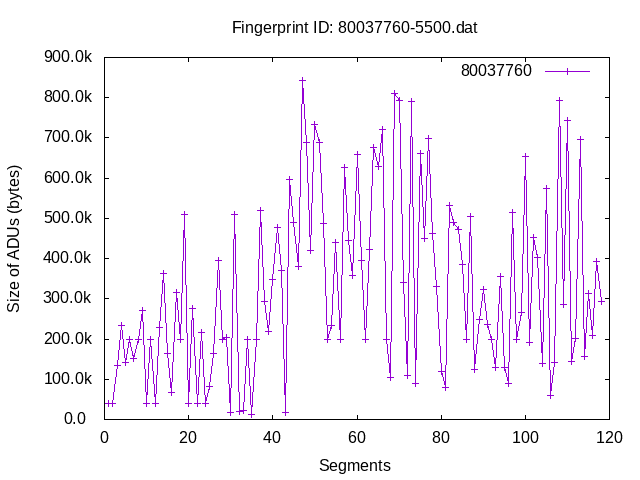 Fingerprint ID: 80037760-5500.dat
80037760
Size of ADUs (bytes)
900.0k
800.0k
700.0k
600.0k
500.0k
400.0k
300.0k
200.0k
100.0k
0.0
0 20 40 60 80 100 120
Segments